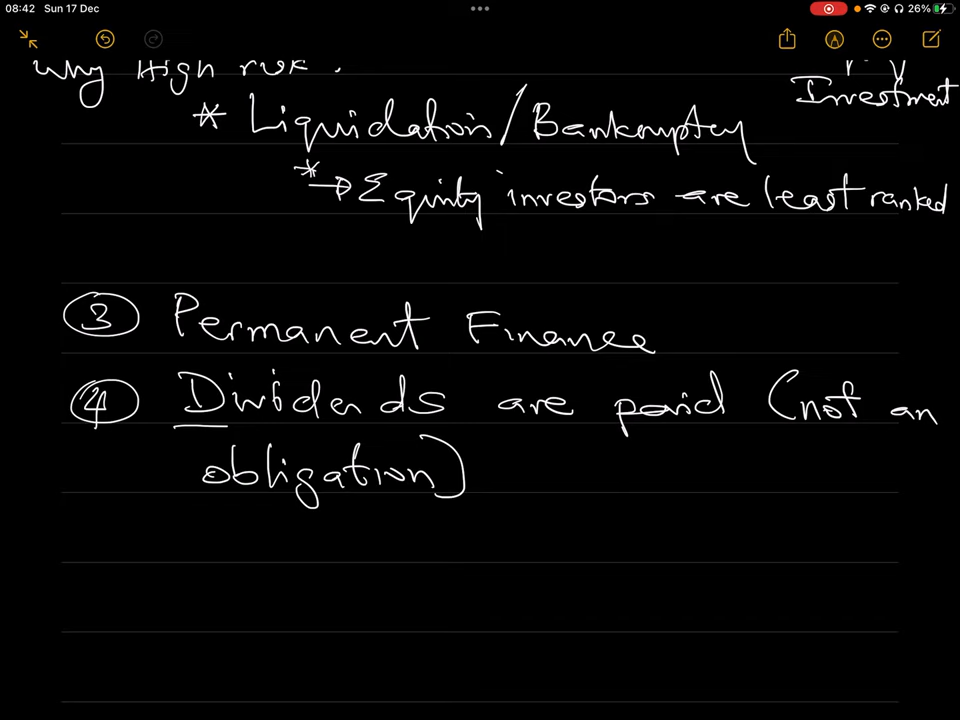 08:42 Sun 17 Dec 26%
Why High risk
Investment
* Liquidation/Bankruptcy
* → Equity investors are least ranked
3 Permanent Finance
4 Dividends are paid (not an
obligation)